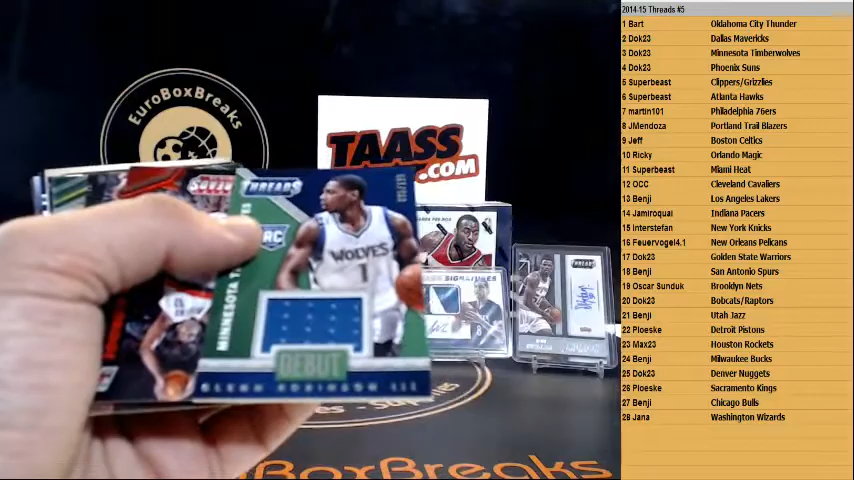 EuroBoxBreaks
TAASS
.COM
THREADS
RC
WOLVES
1
MINNESOTA
DEBUT
GLENN ROBINSON III
SIGNATURES
THREADS
BoxBreaks
2014-15 Threads #5
1 Bart Oklahoma City Thunder
2 Dok23 Dallas Mavericks
3 Dok23 Minnesota Timberwolves
4 Dok23 Phoenix Suns
5 Superbeast Clippers/Grizzlies
6 Superbeast Atlanta Hawks
7 martin101 Philadelphia 76ers
8 JMendoza Portland Trail Blazers
9 Jeff Boston Celtics
10 Ricky Orlando Magic
11 Superbeast Miami Heat
12 OCC Cleveland Cavaliers
13 Benji Los Angeles Lakers
14 Jamiroquai Indiana Pacers
15 Interstefan New York Knicks
16 Feuervogel4.1 New Orleans Pelicans
17 Dok23 Golden State Warriors
18 Benji San Antonio Spurs
19 Oscar Sunduk Brooklyn Nets
20 Dok23 Bobcats/Raptors
21 Benji Utah Jazz
22 Ploeske Detroit Pistons
23 Max23 Houston Rockets
24 Benji Milwaukee Bucks
25 Dok23 Denver Nuggets
26 Ploeske Sacramento Kings
27 Benji Chicago Bulls
28 Jana Washington Wizards